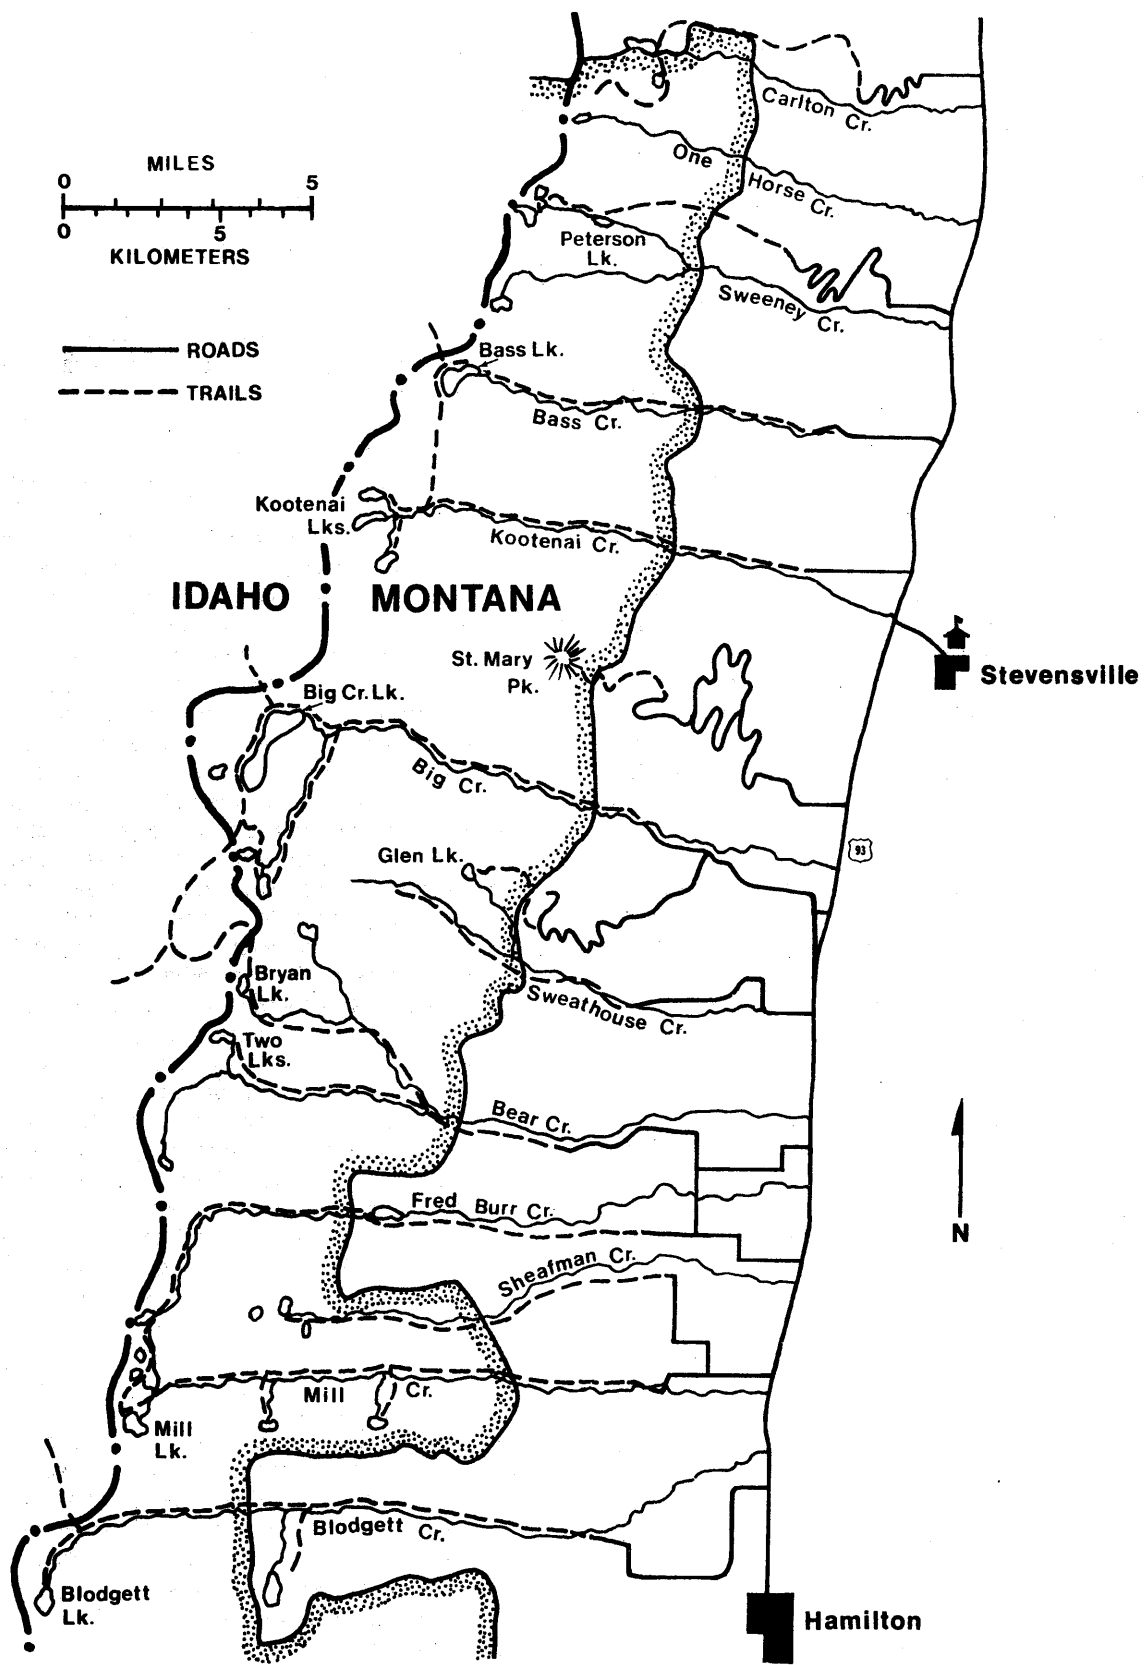 Carlton Cr.
MILES
0 5
0 5
KILOMETERS
One Horse Cr.
Peterson
Lk.
Sweeney Cr.
ROADS
TRAILS
Bass Lk.
Bass Cr.
Kootenai
Lks.
Kootenai Cr.
IDAHO MONTANA
St. Mary
Pk.
Stevensville
Big Cr. Lk.
Big Cr.
93
Glen Lk.
Bryan
Lk.
Sweathouse Cr.
Two
Lks.
Bear Cr.
Fred Burr Cr.
N
Sheafman Cr.
Mill Cr.
Mill
Lk.
Blodgett Cr.
Blodgett
Lk.
Hamilton